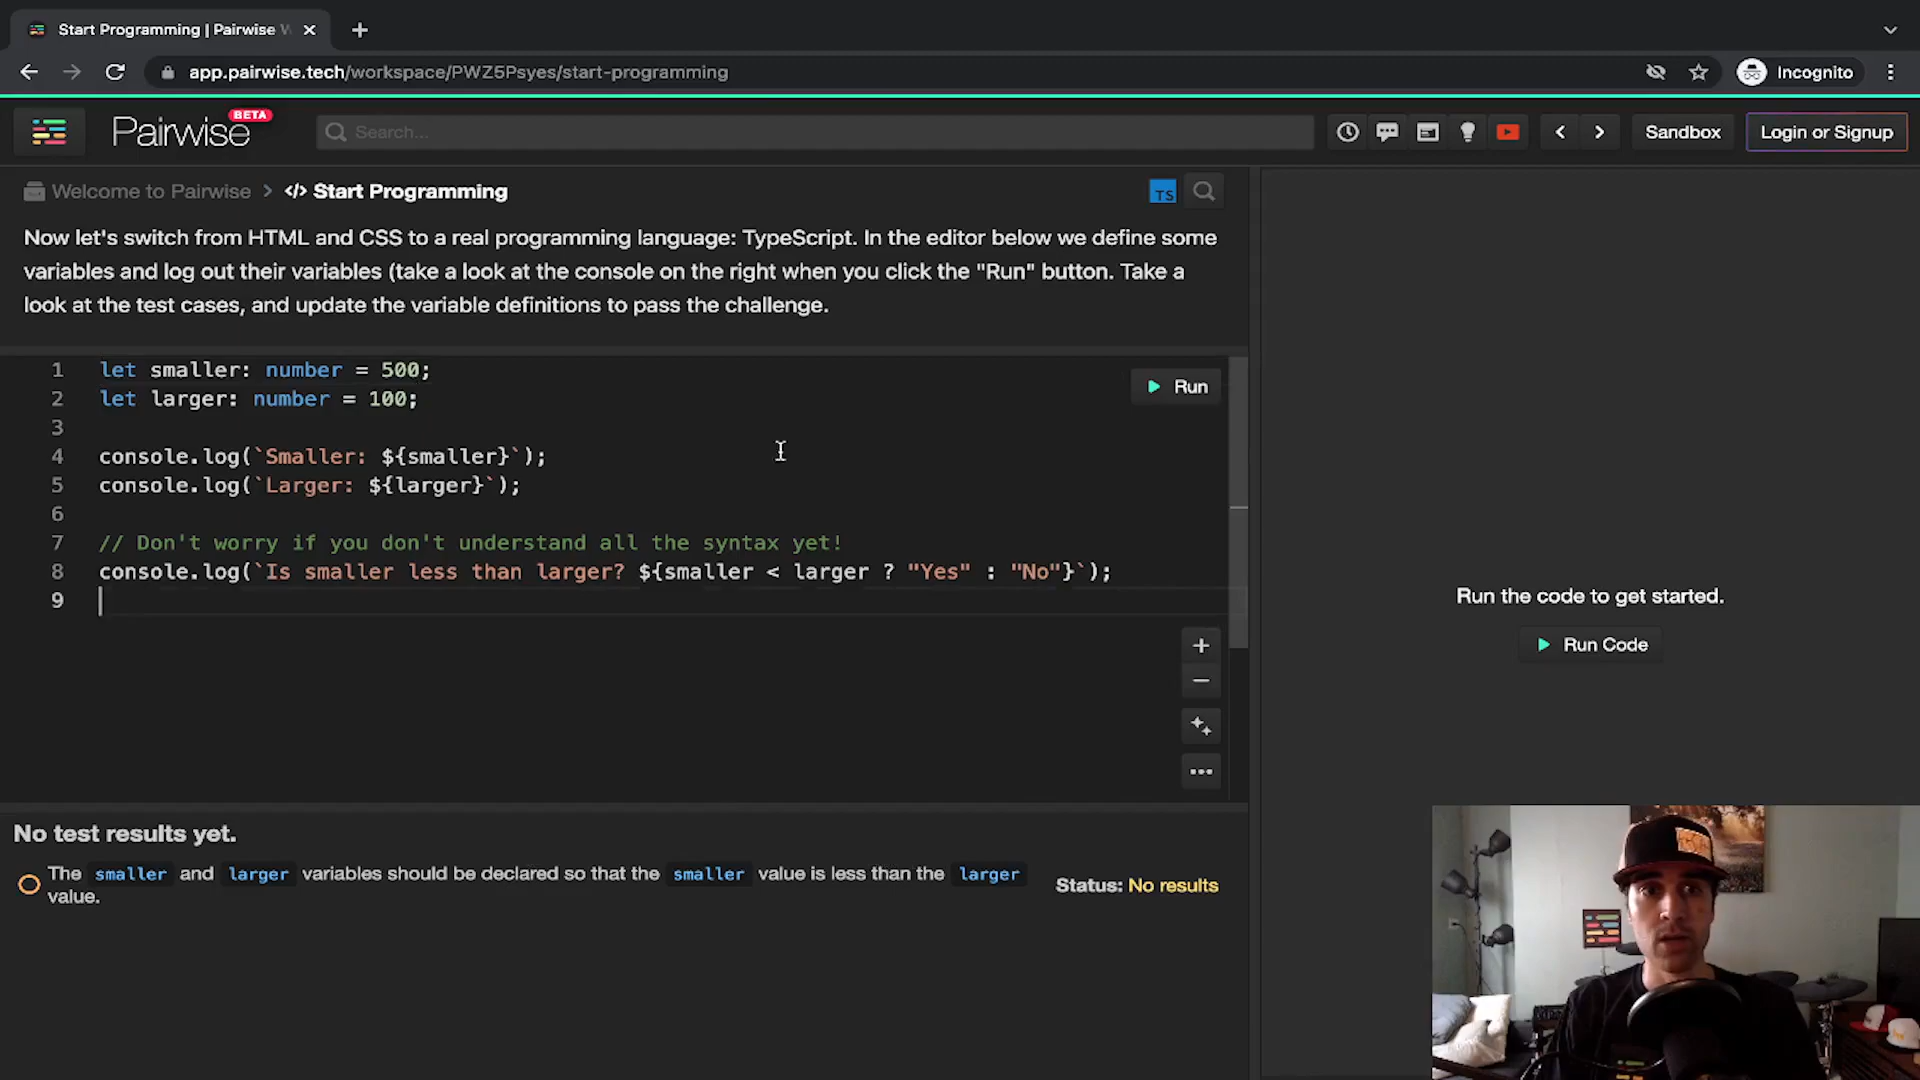 Start Programming | Pairwise
app.pairwise.tech/workspace/PWZ5Psyes/start-programming
Incognito
Pairwise
BETA
Search...
Sandbox
Login or Signup
Welcome to Pairwise > </> Start Programming
TS
Now let's switch from HTML and CSS to a real programming language: TypeScript. In the editor below we define some
variables and log out their variables (take a look at the console on the right when you click the "Run" button. Take a
look at the test cases, and update the variable definitions to pass the challenge.
1 let smaller: number = 500;
2 let larger: number = 100;
3
4 console.log(`Smaller: ${smaller}`);
5 console.log(`Larger: ${larger}`);
6
7 // Don't worry if you don't understand all the syntax yet!
8 console.log(`Is smaller less than larger? ${smaller < larger ? "Yes" : "No"}`);
9
Run
Run the code to get started.
Run Code
No test results yet.
The smaller and larger variables should be declared so that the smaller value is less than the larger
value.
Status: No results